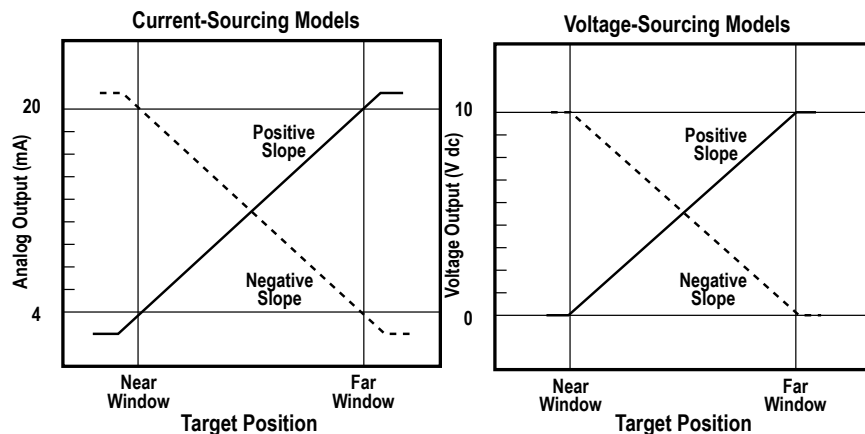 Current-Sourcing Models
Analog Output (mA)
20
4
Positive
Slope
Negative
Slope
Near
Window
Far
Window
Target Position
Voltage-Sourcing Models
Voltage Output (V dc)
10
0
Positive
Slope
Negative
Slope
Near
Window
Far
Window
Target Position